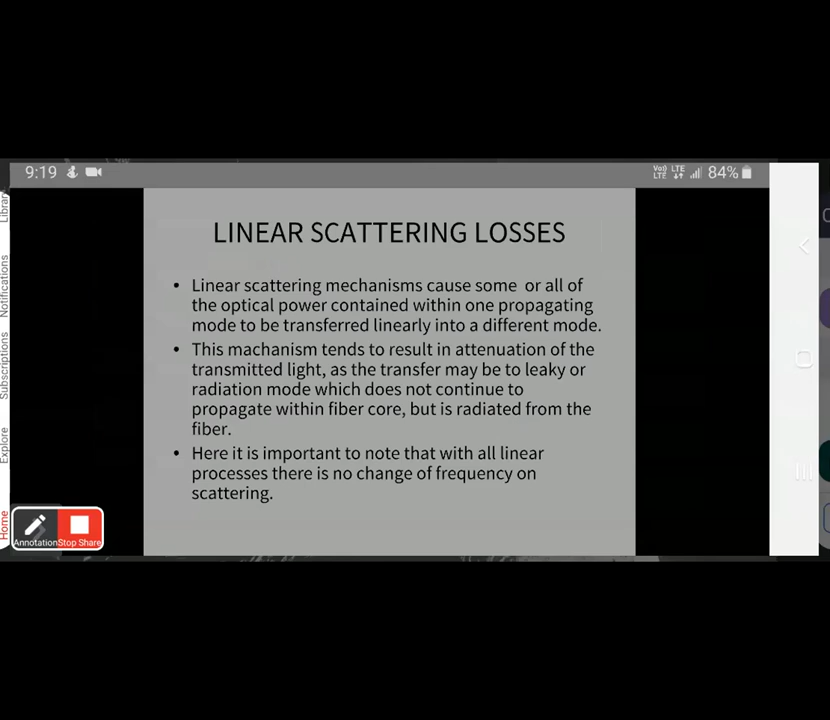 9:19
VoD LTE
LTE
84%
Librar
Notifications
Subscriptions
Explore
Home
LINEAR SCATTERING LOSSES
• Linear scattering mechanisms cause some or all of
the optical power contained within one propagating
mode to be transferred linearly into a different mode.
• This machanism tends to result in attenuation of the
transmitted light, as the transfer may be to leaky or
radiation mode which does not continue to
propagate within fiber core, but is radiated from the
fiber.
• Here it is important to note that with all linear
processes there is no change of frequency on
scattering.
Annotation
Stop Share